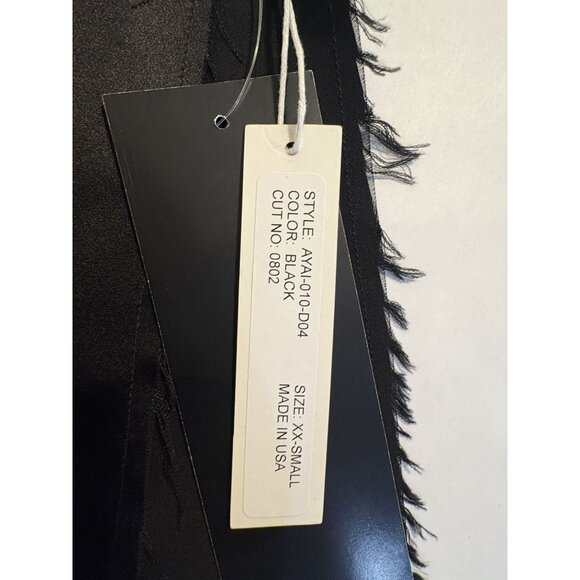 STYLE: AYAI-010-D04
COLOR: BLACK
CUT NO: 0802
SIZE: XX-SMALL
MADE IN USA